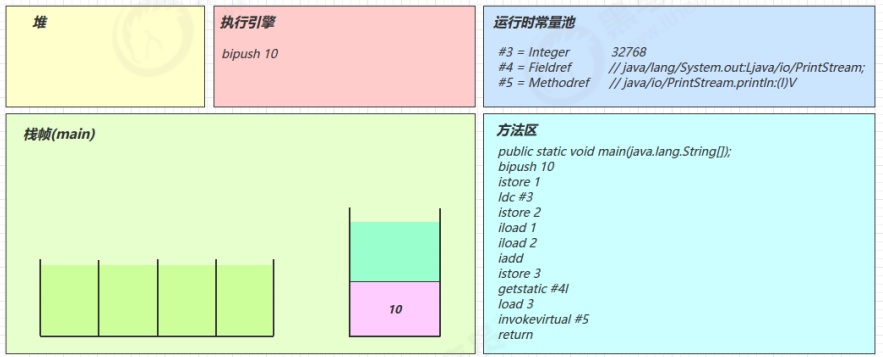 堆
执行引擎
bipush 10
运行时常量池
#3 = Integer 32768
#4 = Fieldref // java/lang/System.out:Ljava/io/PrintStream;
#5 = Methodref // java/io/PrintStream.println:(I)V
栈帧(main)
10
方法区
public static void main(java.lang.String[]);
bipush 10
istore 1
ldc #3
istore 2
iload 1
iload 2
iadd
istore 3
getstatic #4I
load 3
invokevirtual #5
return